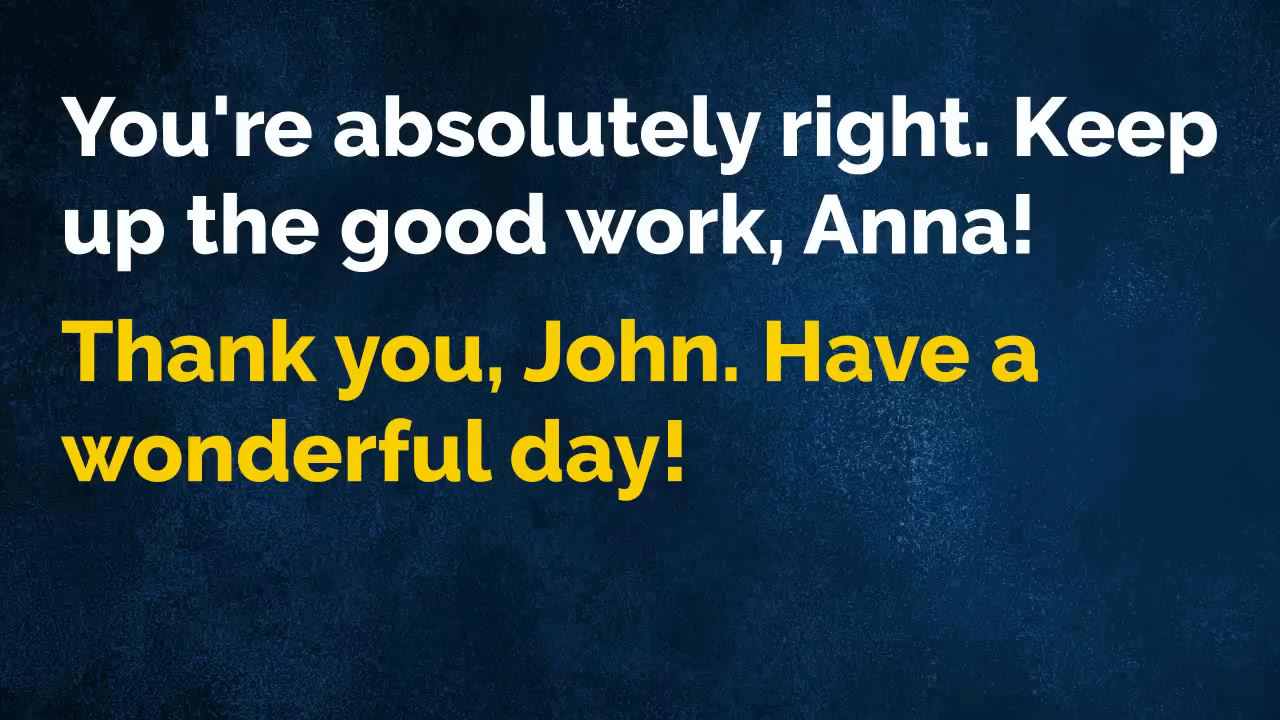 You're absolutely right. Keep
up the good work, Anna!
Thank you, John. Have a
wonderful day!